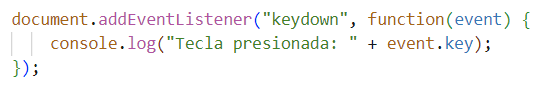 document.addEventListener("keydown", function(event) {
    console.log("Tecla presionada: " + event.key);
});